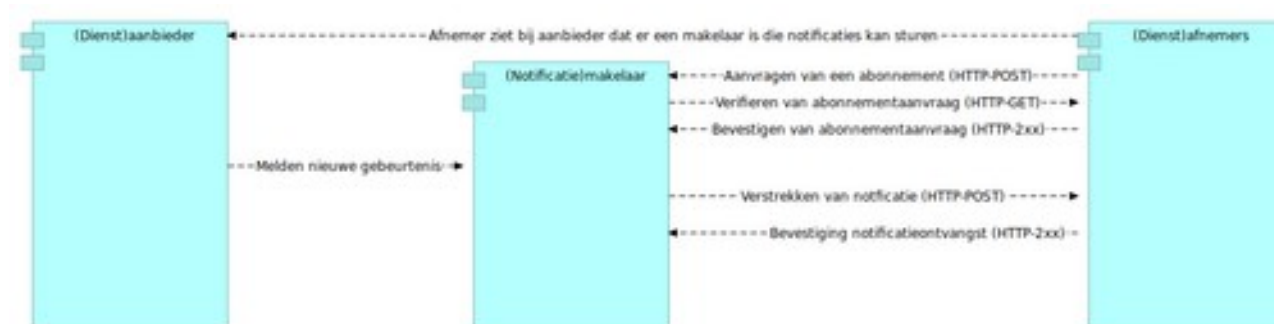 (Dienst)aanbieder
Afnemer ziet bij aanbieder dat er een makelaar is die notificaties kan sturen
(Dienst)afnemers
(Notificatie)makelaar
Aanvragen van een abonnement (HTTP-POST)
Verifieren van abonnementaanvraag (HTTP-GET)
Bevestigen van abonnementaanvraag (HTTP-2xx)
Melden nieuwe gebeurtenis
Verstrekken van notficatie (HTTP-POST)
Bevestiging notificatieontvangst (HTTP-2xx)